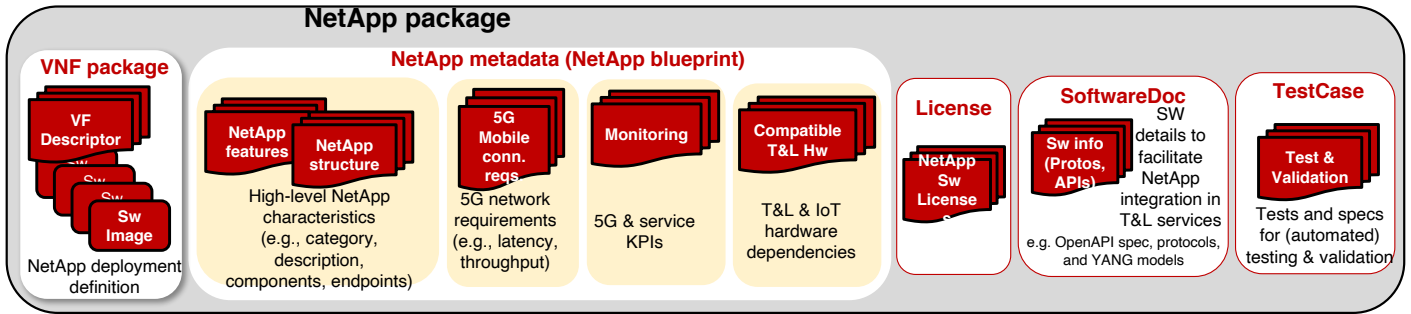 NetApp package
VNF package
VF
Descriptor
Sw
Sw
Sw
Sw
Image
NetApp deployment
definition
NetApp metadata (NetApp blueprint)
NetApp
features
NetApp
structure
High-level NetApp
characteristics
(e.g., category,
description,
components, endpoints)
5G
Mobile
conn.
reqs
5G network
requirements
(e.g., latency,
throughput)
Monitoring
5G & service
KPIs
Compatible
T&L Hw
T&L & IoT
hardware
dependencies
License
NetApp
Sw
License
s
SoftwareDoc
Sw info
(Protos,
APIs)
SW
details to
facilitate
NetApp
integration in
T&L services
e.g. OpenAPI spec, protocols,
and YANG models
TestCase
Test &
Validation
Tests and specs
for (automated)
testing & validation